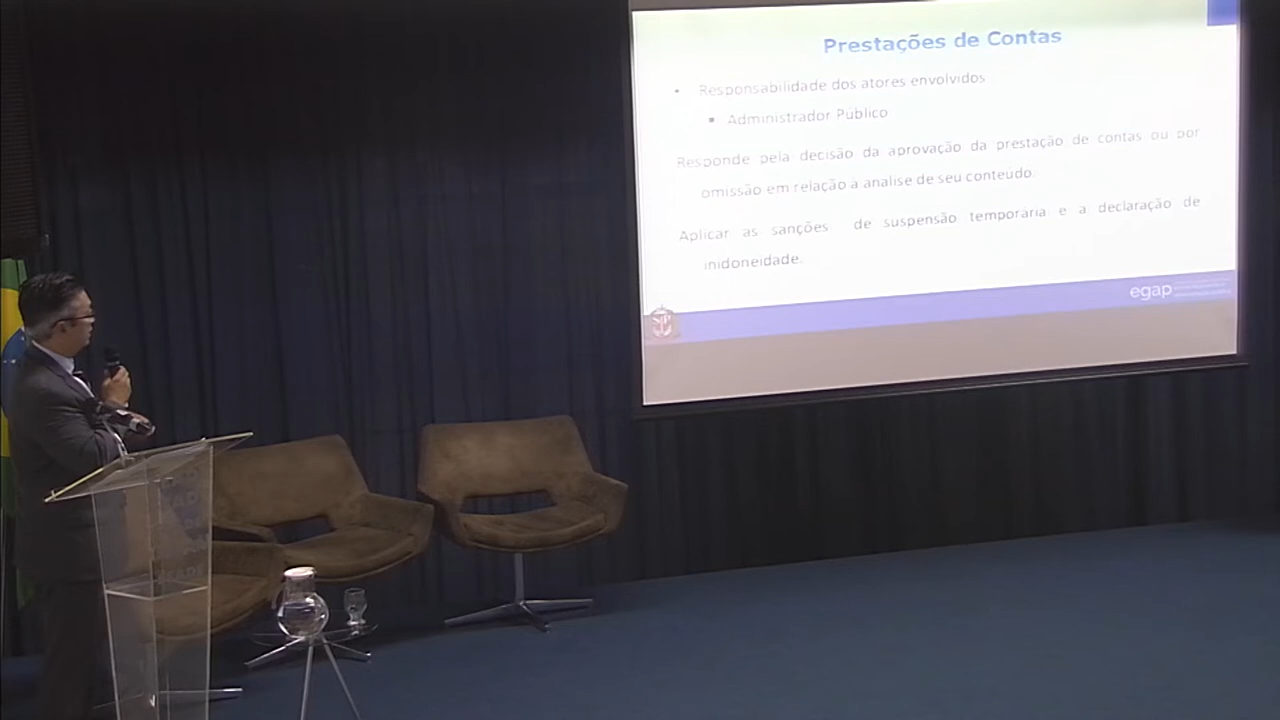 Prestações de Contas
• Responsabilidade dos atores envolvidos
▪ Administrador Público
Responde pela decisão da aprovação da prestação de contas ou por
omissão em relação a analise de seu conteúdo.
Aplicar as sanções de suspensão temporária e a declaração de
inidoneidade.
egap